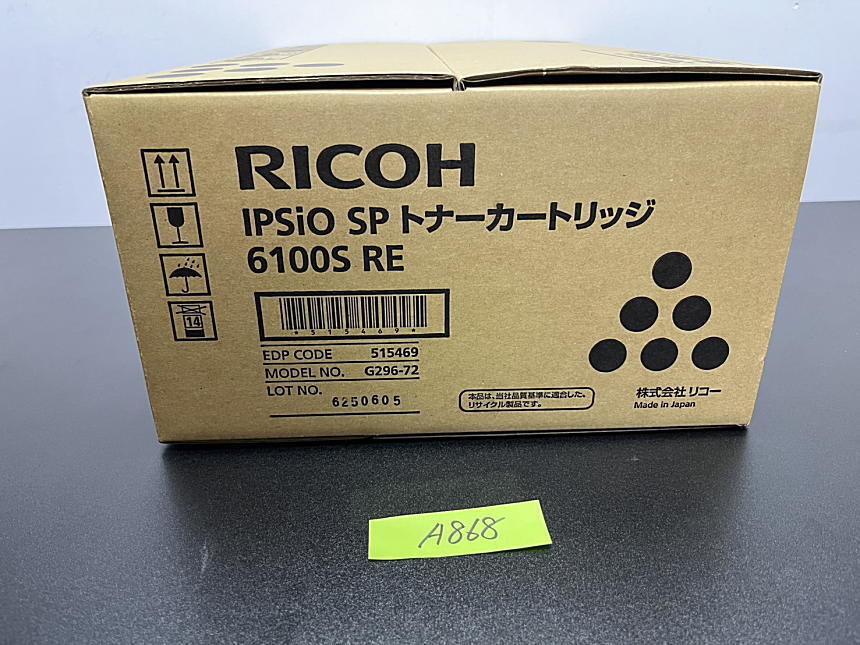 RICOH
IPSiO SP トナーカートリッジ
6100S RE
14
*515469*
EDP CODE 515469
MODEL NO. G296-72
LOT NO.
6250605
本品は、当社品質基準に適合した、
リサイクル製品です。
株式会社 リコー
Made in Japan
A868